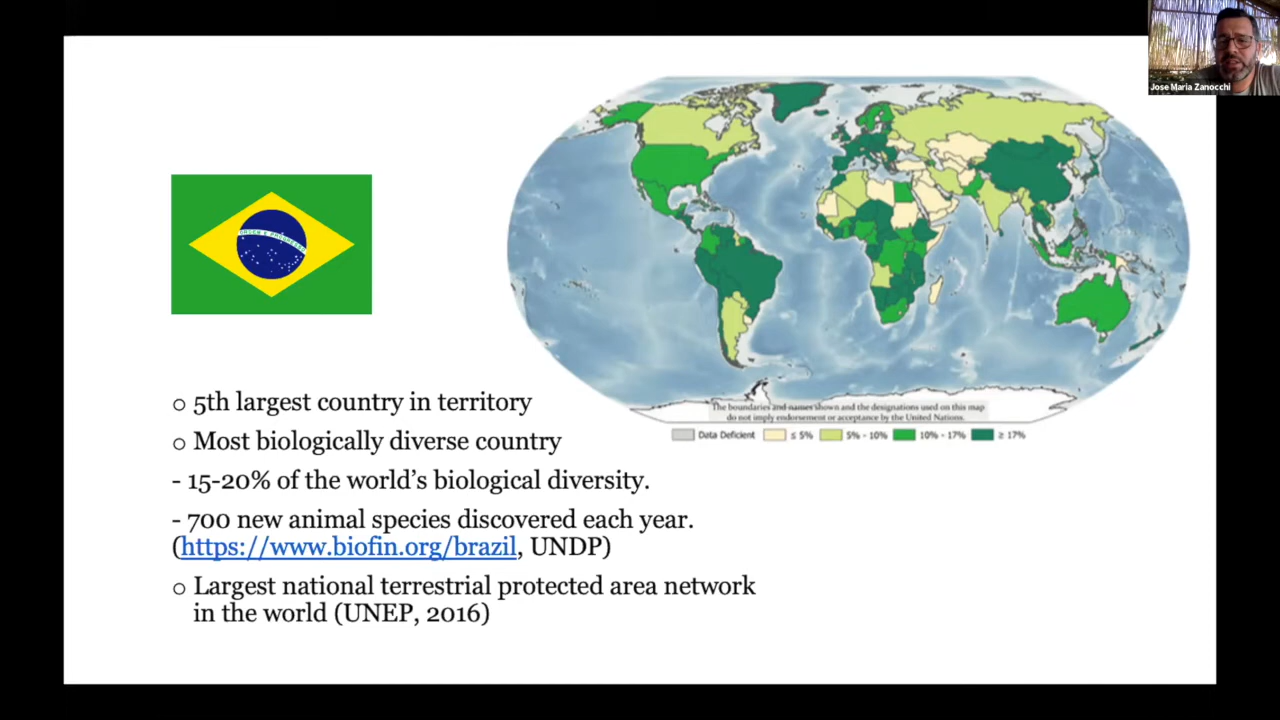 Jose Maria Zanocchi
ORDEM E PROGRESSO
The boundaries and names shown and the designations used on this map
do not imply endorsement or acceptance by the United Nations.
Data Deficient ≤ 5% 5% - 10% 10% - 17% ≥ 17%
○ 5th largest country in territory
○ Most biologically diverse country
- 15-20% of the world’s biological diversity.
- 700 new animal species discovered each year.
(https://www.biofin.org/brazil, UNDP)
○ Largest national terrestrial protected area network
in the world (UNEP, 2016)